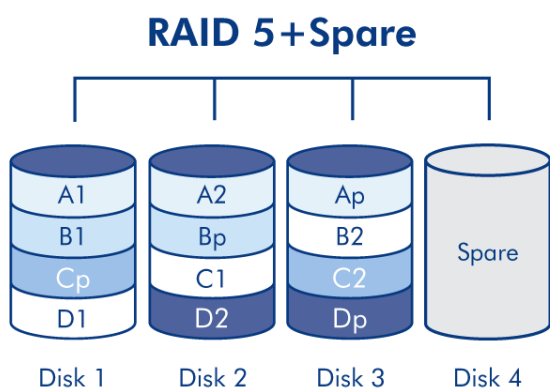 RAID 5+Spare
A1 A2 Ap
B1 Bp B2 Spare
Cp C1 C2
D1 D2 Dp
Disk 1 Disk 2 Disk 3 Disk 4